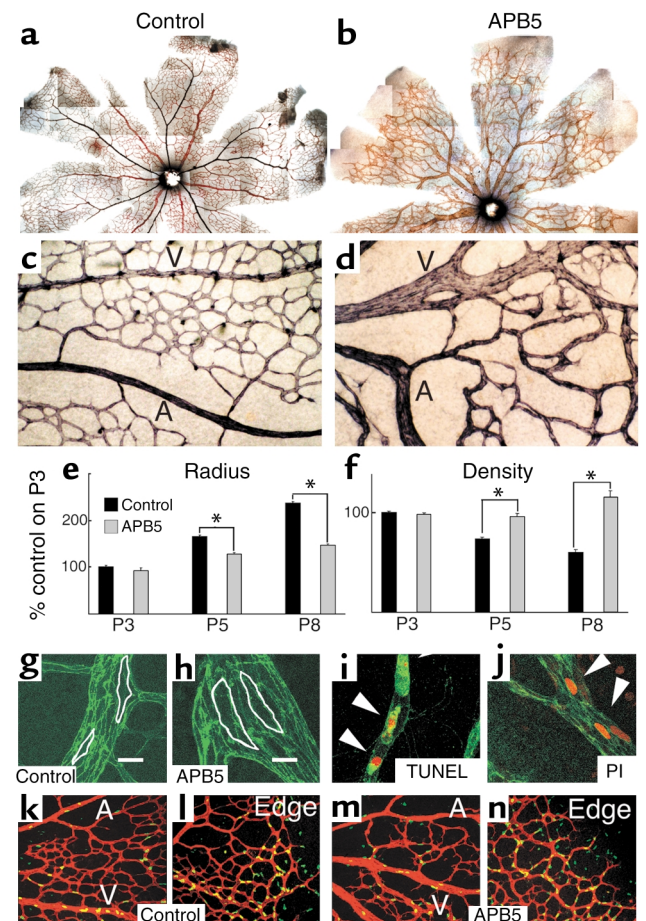 Control
APB5
a
b
c
V
A
d
V
A
e
Radius
f
Density
% control on P3
200
100
Control
APB5
*
*
P3
P5
P8
100
*
*
P3
P5
P8
g
Control
h
APB5
i
TUNEL
j
PI
k
A
V
l
Edge
Control
m
A
V
n
Edge
APB5